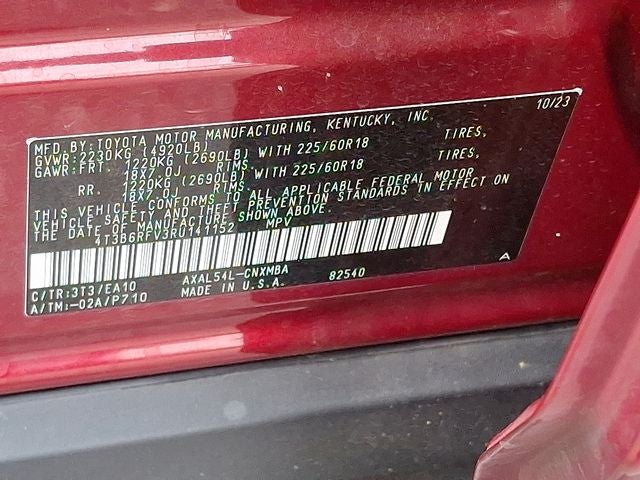 MFD.BY:TOYOTA MOTOR MANUFACTURING, KENTUCKY, INC. 10/23
GVWR:2230KG (4920LB)
GAWR:FRT. 1220KG (2690LB) WITH 225/60R18 TIRES,
18X7.0J RIMS.
RR. 1220KG (2690LB) WITH 225/60R18 TIRES,
18X7.0J RIMS.
THIS VEHICLE CONFORMS TO ALL APPLICABLE FEDERAL MOTOR
VEHICLE SAFETY AND THEFT PREVENTION STANDARDS IN EFFECT ON
THE DATE OF MANUFACTURE SHOWN ABOVE.
4T3B6RFV3RU141152 MPV
C/TR:3T3/EA10 AXAL54L-CNXMBA 82540 A
A/TM:-02A/P710 MADE IN U.S.A.